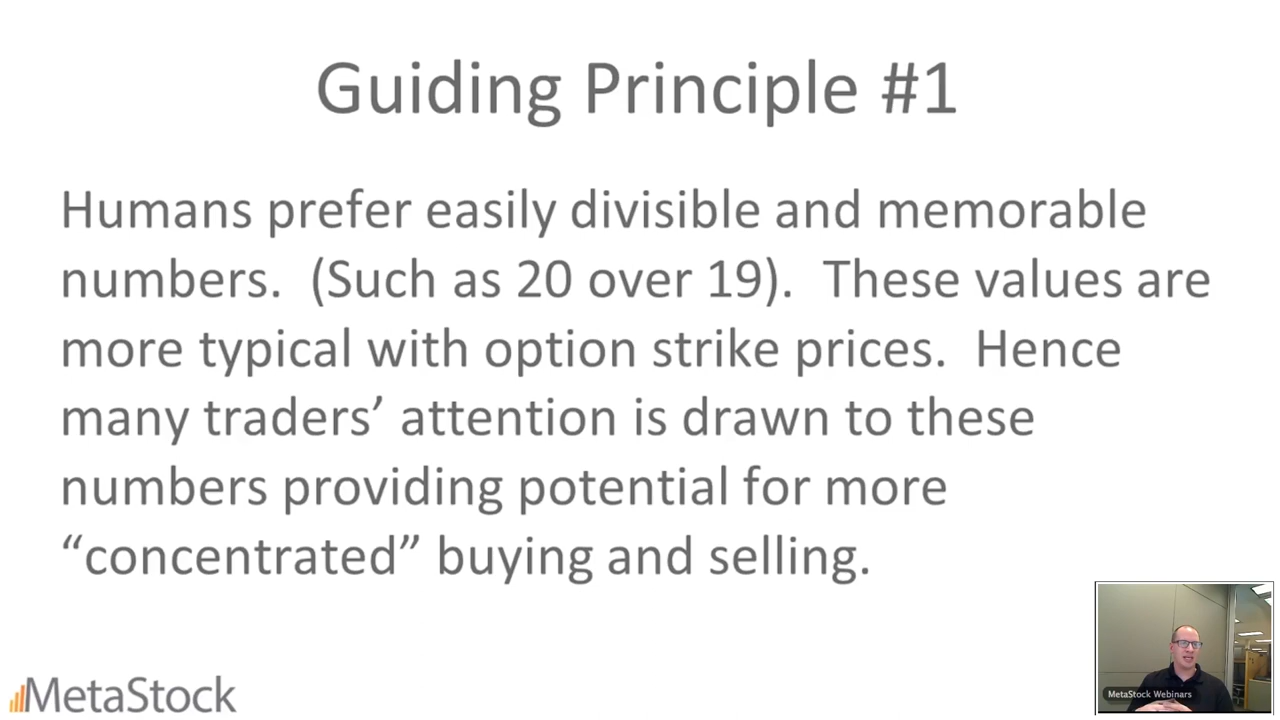 Guiding Principle #1
Humans prefer easily divisible and memorable
numbers.  (Such as 20 over 19).  These values are
more typical with option strike prices.  Hence
many traders’ attention is drawn to these
numbers providing potential for more
“concentrated” buying and selling.
MetaStock Webinars
MetaStock